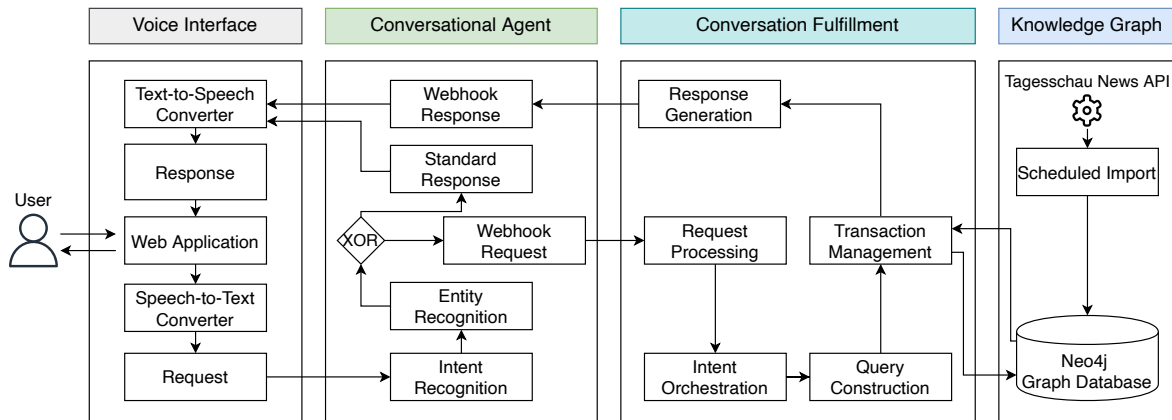 Voice Interface
Conversational Agent
Conversation Fulfillment
Knowledge Graph
User
Text-to-Speech
Converter
Response
Web Application
Speech-to-Text
Converter
Request
Webhook
Response
Standard
Response
XOR
Webhook
Request
Entity
Recognition
Intent
Recognition
Response
Generation
Request
Processing
Transaction
Management
Intent
Orchestration
Query
Construction
Tagesschau News API
Scheduled Import
Neo4j
Graph Database